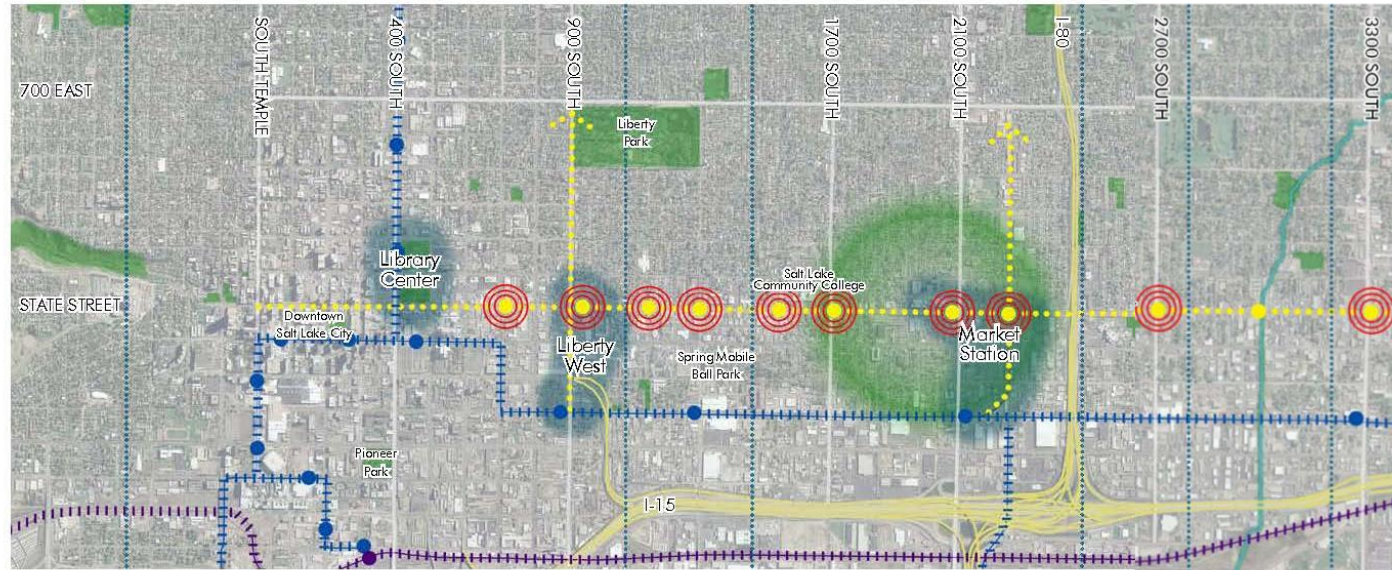 SOUTH TEMPLE
400 SOUTH
900 SOUTH
1700 SOUTH
2100 SOUTH
I-80
2700 SOUTH
3300 SOUTH
700 EAST
Liberty
Park
Library
Center
STATE STREET
Salt Lake
Community College
Downtown
Salt Lake City
Liberty
West
Spring Mobile
Ball Park
Market
Station
Pioneer
Park
I-15